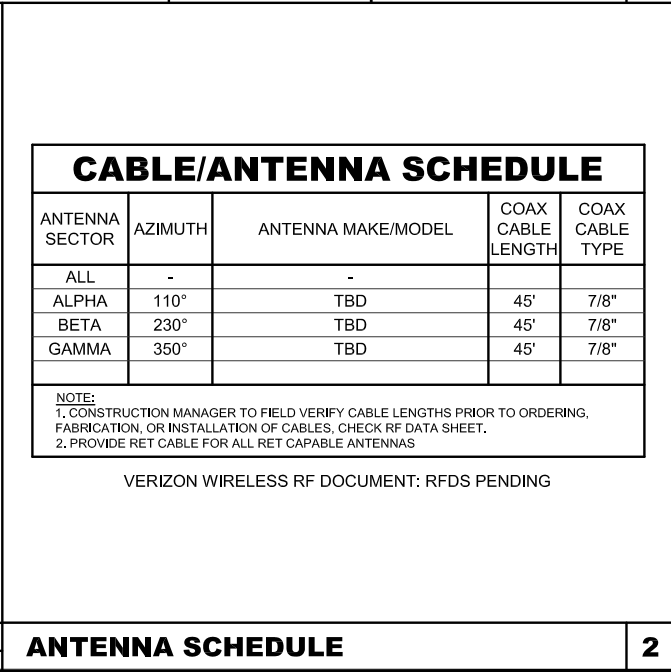 CABLE/ANTENNA SCHEDULE
ANTENNA SECTOR AZIMUTH ANTENNA MAKE/MODEL COAX CABLE LENGTH COAX CABLE TYPE
ALL - -
ALPHA 110° TBD 45' 7/8"
BETA 230° TBD 45' 7/8"
GAMMA 350° TBD 45' 7/8"
NOTE:
1. CONSTRUCTION MANAGER TO FIELD VERIFY CABLE LENGTHS PRIOR TO ORDERING,
FABRICATION, OR INSTALLATION OF CABLES, CHECK RF DATA SHEET.
2. PROVIDE RET CABLE FOR ALL RET CAPABLE ANTENNAS
VERIZON WIRELESS RF DOCUMENT: RFDS PENDING
ANTENNA SCHEDULE 2